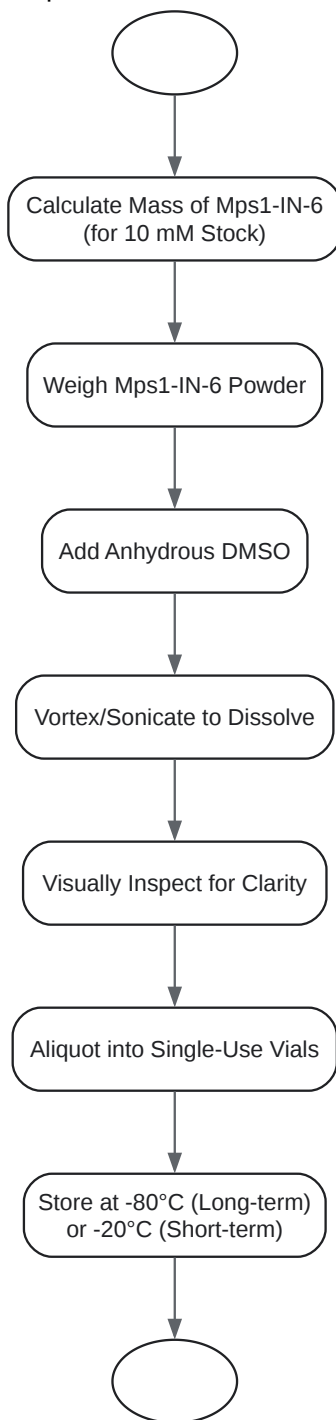 Calculate Mass of Mps1-IN-6
(for 10 mM Stock)
Weigh Mps1-IN-6 Powder
Add Anhydrous DMSO
Vortex/Sonicate to Dissolve
Visually Inspect for Clarity
Aliquot into Single-Use Vials
Store at -80°C (Long-term)
or -20°C (Short-term)